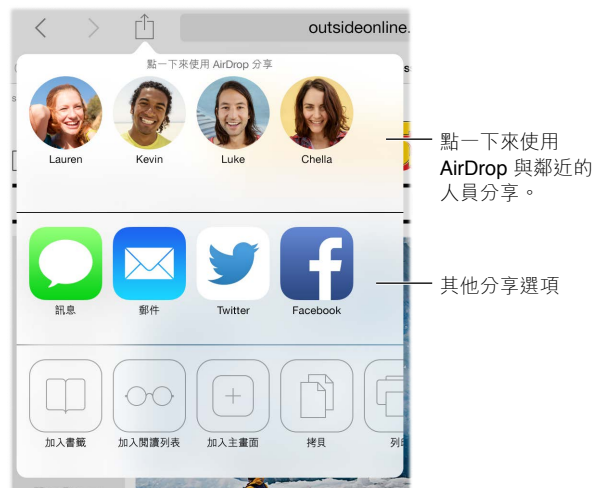 outsideonline.
點一下來使用 AirDrop 分享
s
Lauren Kevin Luke Chella
點一下來使用
AirDrop 與鄰近的
人員分享。
訊息 郵件 Twitter Facebook
其他分享選項
加入書籤 加入閱讀列表 加入主畫面 拷貝